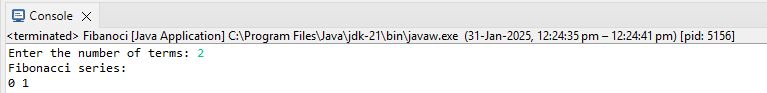 Console
<terminated> Fibanoci [Java Application] C:\Program Files\Java\jdk-21\bin\javaw.exe (31-Jan-2025, 12:24:35 pm – 12:24:41 pm) [pid: 5156]
Enter the number of terms: 2
Fibonacci series:
0 1